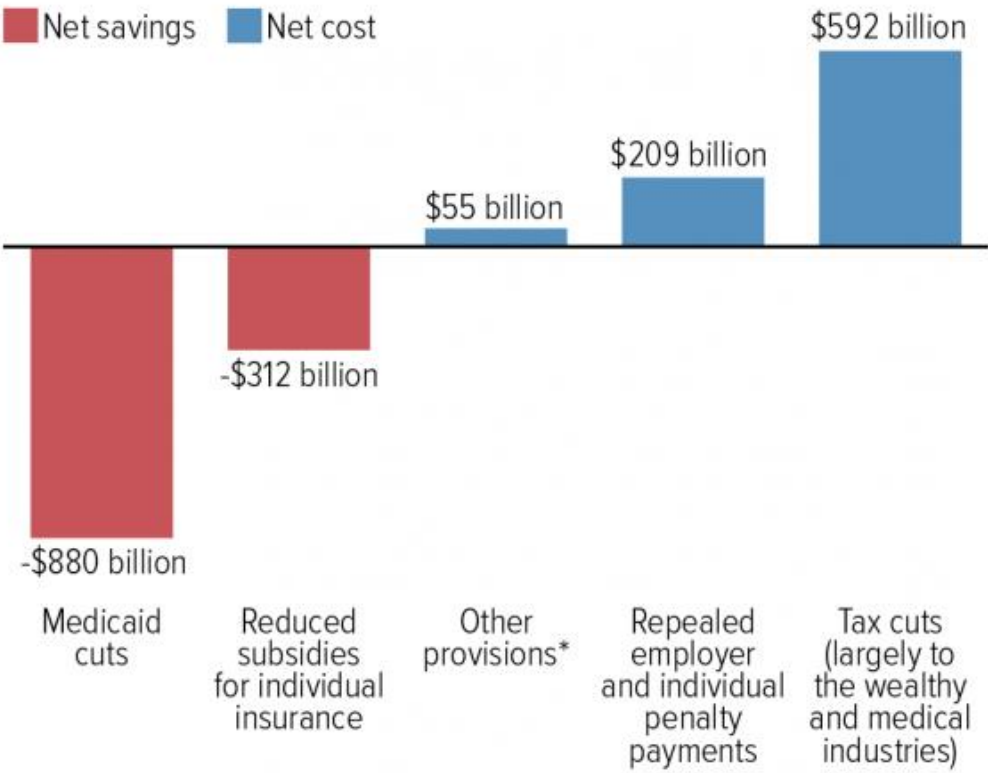 Net savings
Net cost
$592 billion
$209 billion
$55 billion
-$312 billion
-$880 billion
Medicaid
cuts
Reduced
subsidies
for individual
insurance
Other
provisions*
Repealed
employer
and individual
penalty
payments
Tax cuts
(largely to
the wealthy
and medical
industries)